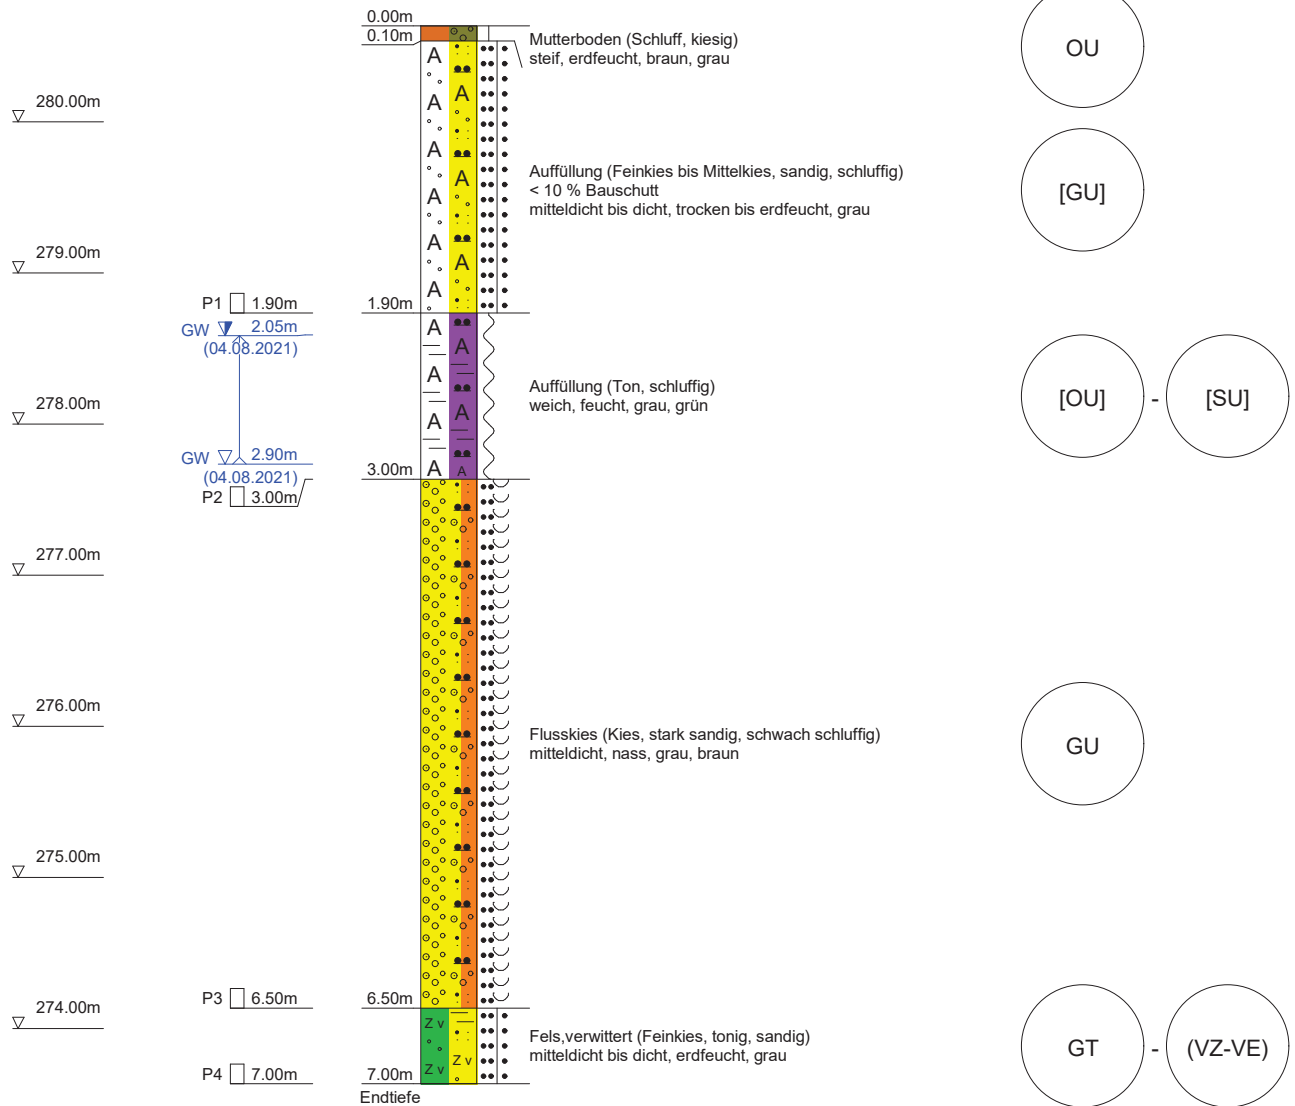 0.00m
0.10m
Mutterboden (Schluff, kiesig)
steif, erdfeucht, braun, grau
OU
A
280.00m
A
A
A
Auffüllung (Feinkies bis Mittelkies, sandig, schluffig)
< 10 % Bauschutt
mitteldicht bis dicht, trocken bis erdfeucht, grau
[GU]
A
A
279.00m
A
A
A
P1 1.90m
1.90m
GW 2.05m
(04.08.2021)
A
A
278.00m
A
A
Auffüllung (Ton, schluffig)
weich, feucht, grau, grün
[OU] - [SU]
A
GW 2.90m
(04.08.2021)
P2 3.00m
3.00m
A
A
277.00m
276.00m
Flusskies (Kies, stark sandig, schwach schluffig)
mitteldicht, nass, grau, braun
GU
275.00m
P3 6.50m
6.50m
274.00m
Z v
Z v
Z v
Fels,verwittert (Feinkies, tonig, sandig)
mitteldicht bis dicht, erdfeucht, grau
GT - (VZ-VE)
P4 7.00m
7.00m
Endtiefe